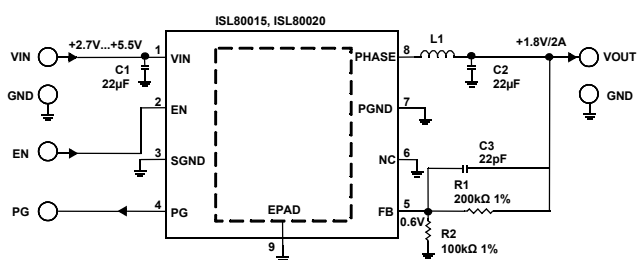 ISL80015, ISL80020
L1
VIN
+2.7V...+5.5V
1
VIN
PHASE
8
+1.8V/2A
VOUT
C1
22µF
C2
22µF
GND
2
EN
PGND
7
GND
EN
3
SGND
NC
6
C3
22pF
R1
200kΩ 1%
PG
4
PG
EPAD
FB
5
0.6V
R2
100kΩ 1%
9